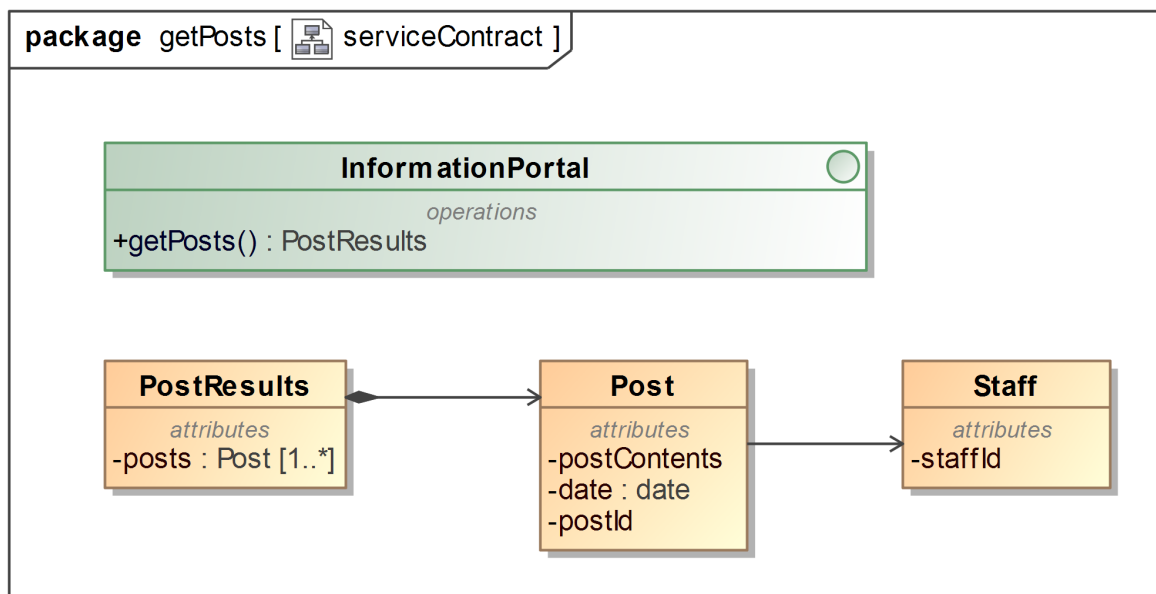 package getPosts [ serviceContract ]
InformationPortal
operations
+getPosts() : PostResults
PostResults
attributes
-posts : Post [1..*]
Post
attributes
-postContents
-date : date
-postId
Staff
attributes
-staffId